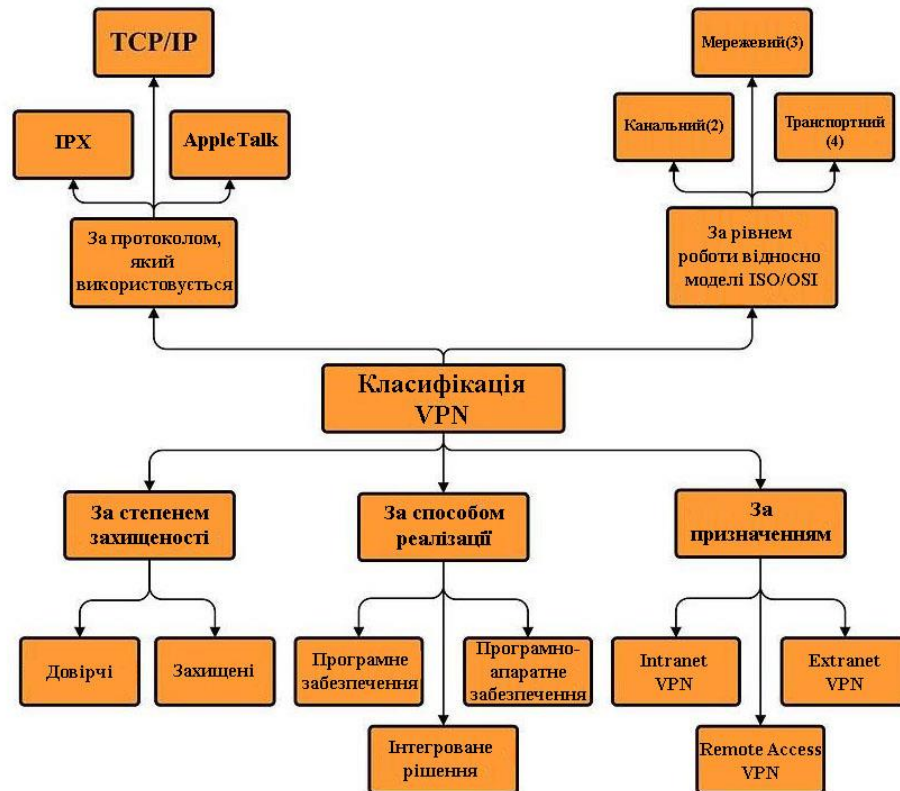 TCP/IP
IPX
AppleTalk
За протоколом,
який
використовується
Мережевий(3)
Канальний(2)
Транспортний
(4)
За рівнем
роботи відносно
моделі ISO/OSI
Класифікація
VPN
За степенем
захищеності
За способом
реалізації
За
призначенням
Довірчі
Захищені
Програмне
забезпечення
Програмно-
апаратне
забезпечення
Інтегроване
рішення
Intranet
VPN
Extranet
VPN
Remote Access
VPN